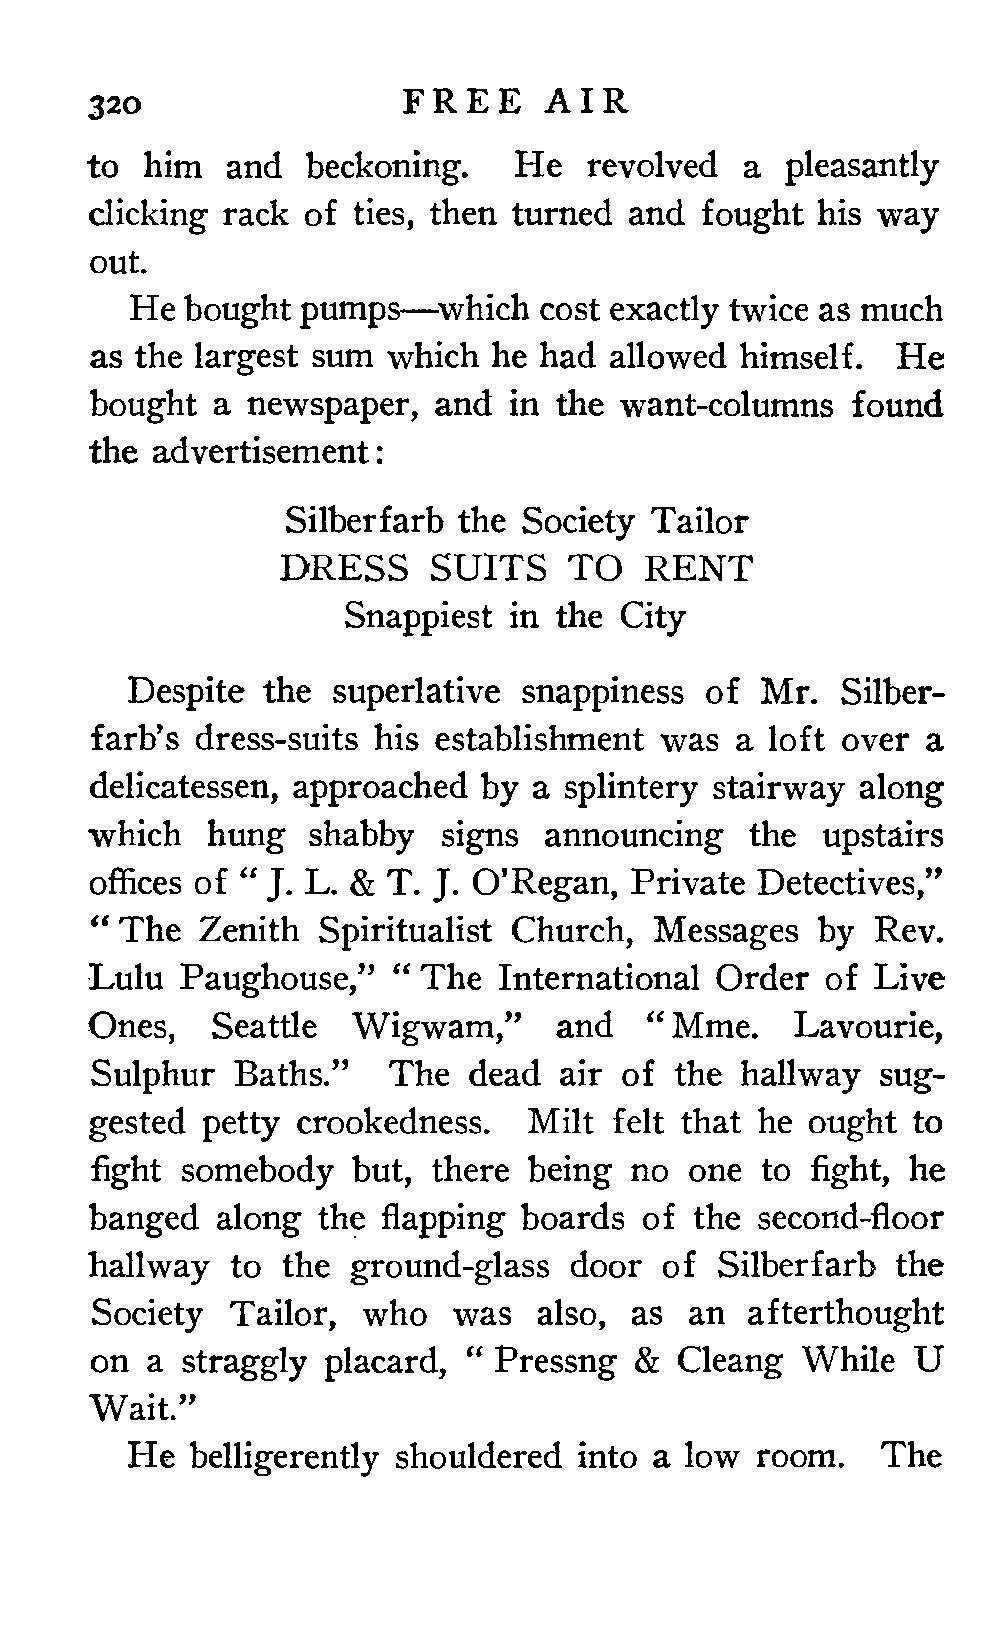 320 FREE AIR
to him and beckoning. He revolved a pleasantly
clicking rack of ties, then turned and fought his way
out.
He bought pumps—which cost exactly twice as much
as the largest sum which he had allowed himself. He
bought a newspaper, and in the want-columns found
the advertisement:
Silberfarb the Society Tailor
DRESS SUITS TO RENT
Snappiest in the City
Despite the superlative snappiness of Mr. Silber-
farb's dress-suits his establishment was a loft over a
delicatessen, approached by a splintery stairway along
which hung shabby signs announcing the upstairs
offices of "J. L. & T. J. O'Regan, Private Detectives,"
"The Zenith Spiritualist Church, Messages by Rev.
Lulu Paughouse," "The International Order of Live
Ones, Seattle Wigwam," and "Mme. Lavourie,
Sulphur Baths." The dead air of the hallway sug-
gested petty crookedness. Milt felt that he ought to
fight somebody but, there being no one to fight, he
banged along the flapping boards of the second-floor
hallway to the ground-glass door of Silberfarb the
Society Tailor, who was also, as an afterthought
on a straggly placard, "Pressng & Cleang While U
Wait."
He belligerently shouldered into a low room. The